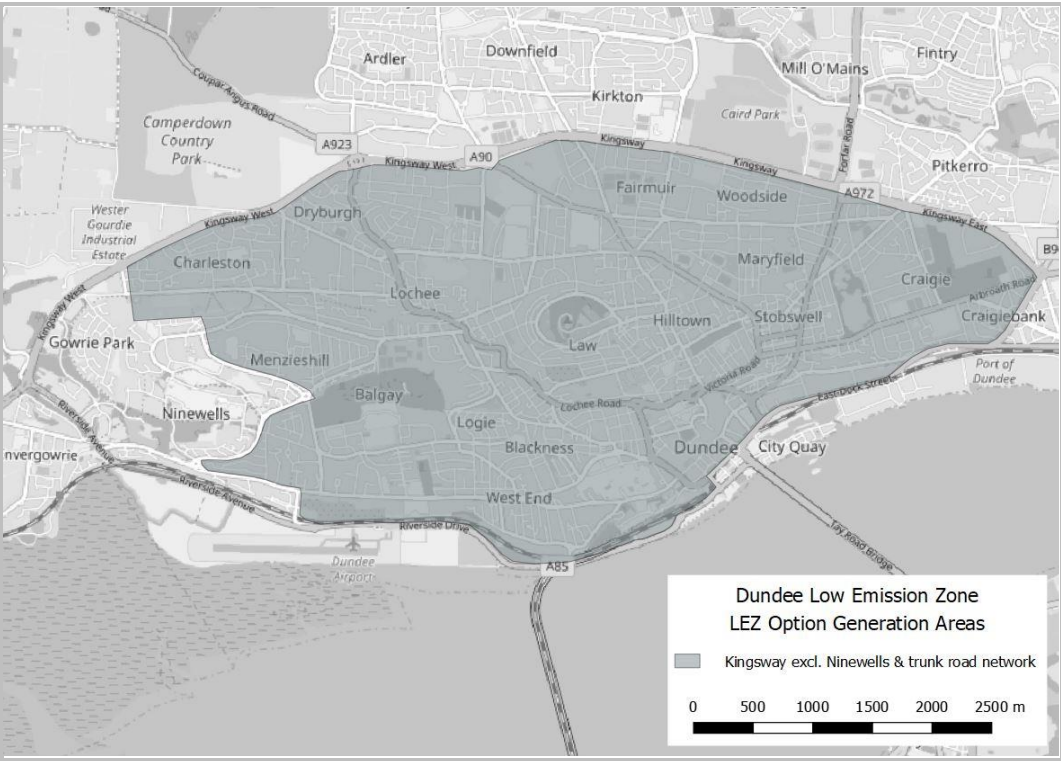 Ardler
Downfield
Fintry
Mill O'Mains
Coupar Angus Road
Kirkton
Caird Park
Camperdown
Country
Park
A923
A90
Kingsway West
Kingsway
Kingsway
Forfar Road
Pitkerro
A972
Fairmuir
Woodside
Wester
Gourdie
Industrial
Estate
Kingsway West
Dryburgh
Kingsway East
B9
Charleston
Maryfield
Craigie
Arbroath Road
Kingsway West
Lochee
Hilltown
Stobswell
Craigiebank
Gowrie Park
Law
Menzieshill
Port of
Dundee
Victoria Road
East Dock Street
Balgay
Lochee Road
Ninewells
Riverside Avenue
Logie
Blackness
Dundee
City Quay
nvergowrie
Riverside Avenue
West End
Riverside Drive
Tay Road Bridge
Dundee
Airport
A85
Dundee Low Emission Zone
LEZ Option Generation Areas
Kingsway excl. Ninewells & trunk road network
0 500 1000 1500 2000 2500 m